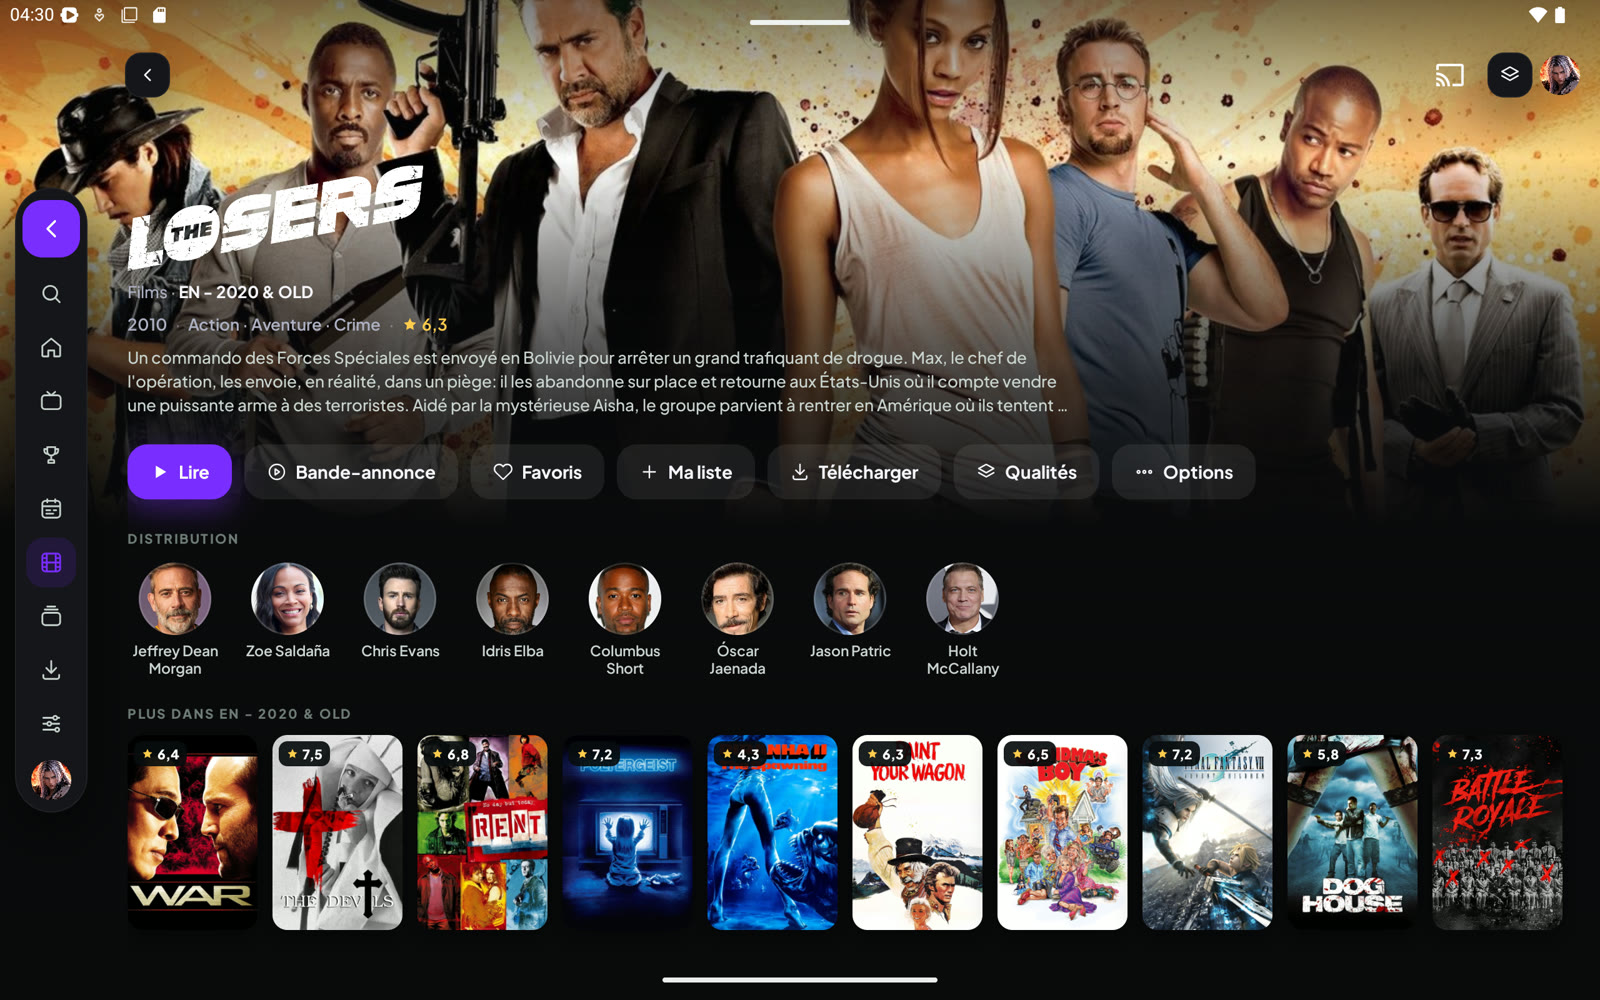 04:30
THE LOSERS
Films · EN - 2020 & OLD
2010 · Action · Aventure · Crime · ★ 6,3
Un commando des Forces Spéciales est envoyé en Bolivie pour arrêter un grand trafiquant de drogue. Max, le chef de
l'opération, les envoie, en réalité, dans un piège: il les abandonne sur place et retourne aux États-Unis où il compte vendre
une puissante arme à des terroristes. Aidé par la mystérieuse Aisha, le groupe parvient à rentrer en Amérique où ils tentent ...
Lire
Bande-annonce
Favoris
Ma liste
Télécharger
Qualités
Options
DISTRIBUTION
Jeffrey Dean
Morgan
Zoe Saldaña
Chris Evans
Idris Elba
Columbus
Short
Óscar
Jaenada
Jason Patric
Holt
McCallany
PLUS DANS EN - 2020 & OLD
6,4
WAR
7,5
THE DEVILS
6,8
RENT
7,2
POLTERGEIST
4,3
6,3
YOUR WAGON
6,5
BOY
7,2
FINAL FANTASY VII
ADVENT CHILDREN
5,8
DOG
HOUSE
7,3
BATTLE
ROYALE